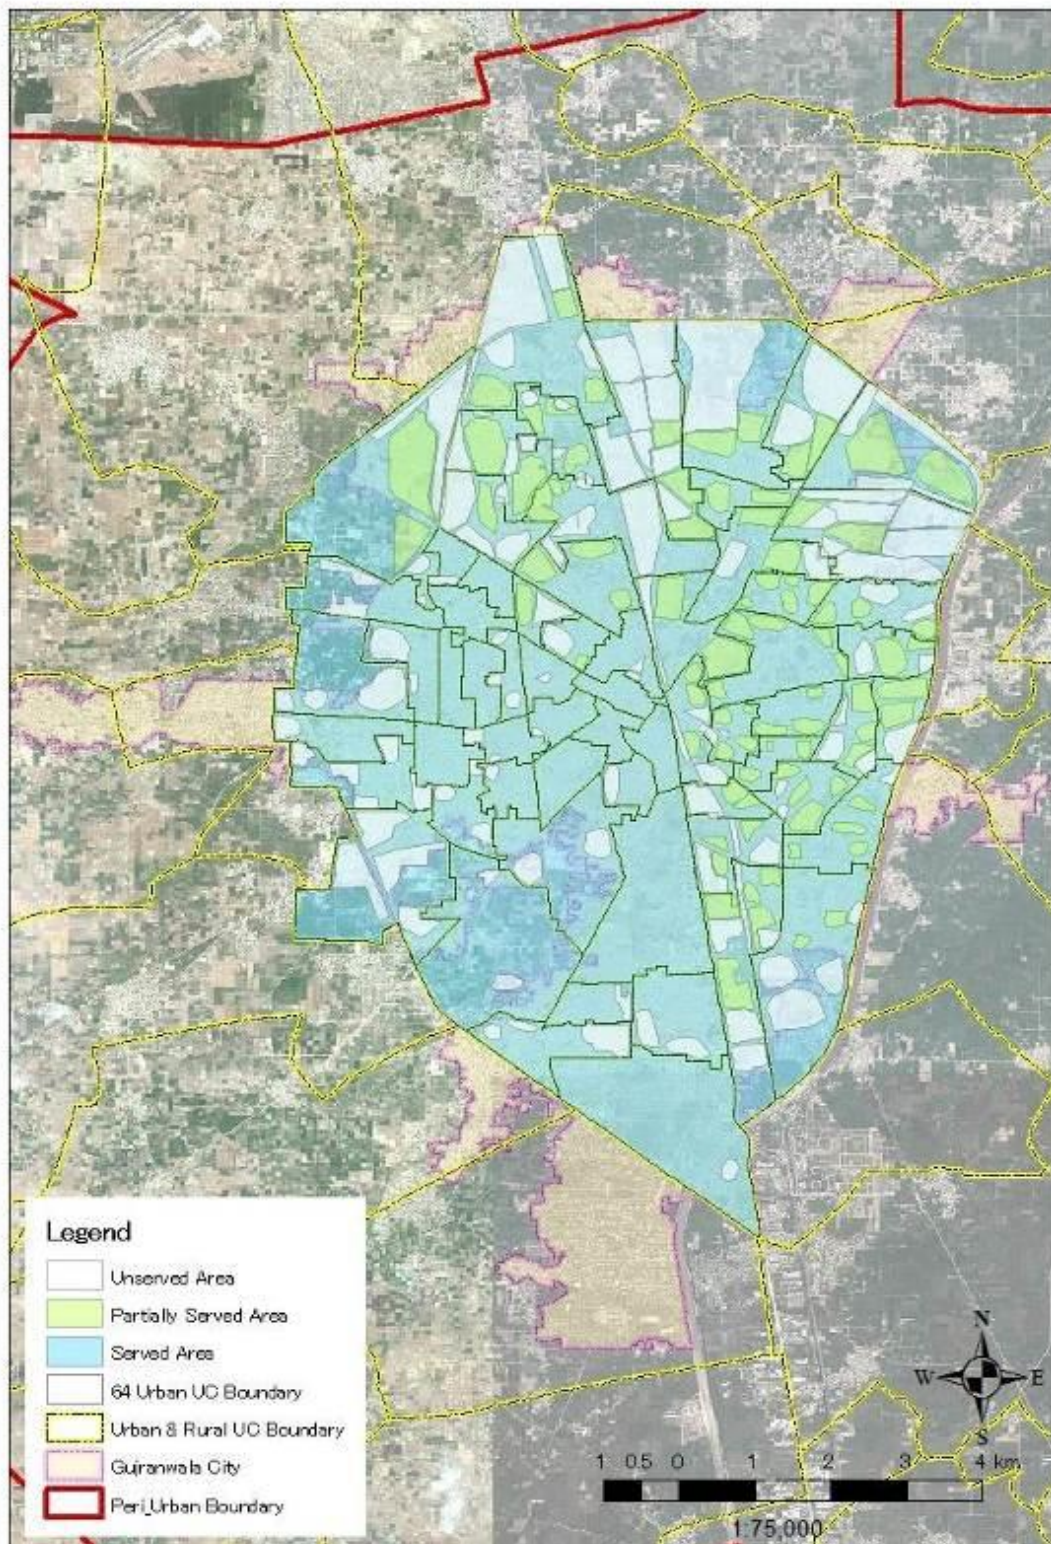 Legend
Unserved Area
Partially Served Area
Served Area
64 Urban UC Boundary
Urban & Rural UC Boundary
Gujranwala City
Peri_Urban Boundary
N
W E
S
1 0.5 0 1 2 3 4 km
1:75,000